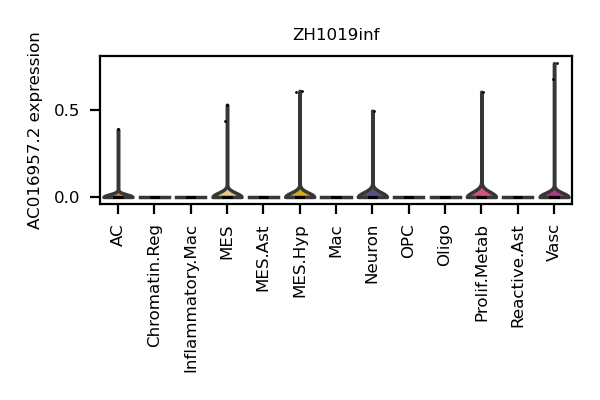 ZH1019inf
AC016957.2 expression
0.5
0.0
AC
Chromatin.Reg
Inflammatory.Mac
MES
MES.Ast
MES.Hyp
Mac
Neuron
OPC
Oligo
Prolif.Metab
Reactive.Ast
Vasc